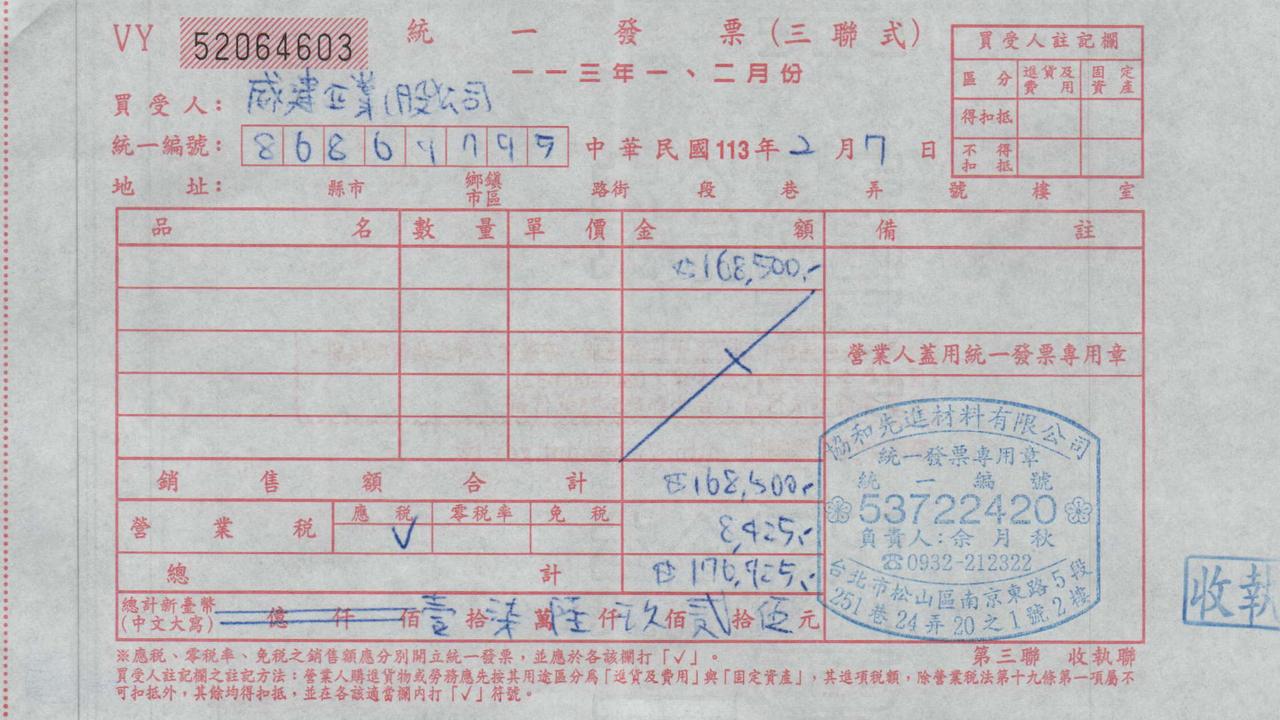 VY 52064603 統一發票(三聯式)
一一三年一、二月份
買受人註記欄
區分 進貨及費用 固定資產
得扣抵
不得扣抵
買受人: 威建企業(股公司
統一編號: 中華民國113年2月7日
地址: 縣市 鄉鎮市區 路街 段 巷 弄 號 樓 室
品名 數量 單價 金額 備註
168,500.-
營業人蓋用統一發票專用章
協和先進材料有限公司
統一發票專用章
統一編號
53722420
負責人:余月秋
☎0932-212322
台北市松山區南京東路5段
251巷24弄20之1號2樓
銷售額合計 168,500.-
營業稅 應稅 √ 零稅率 免稅 8,425.-
總計 176,925.-
總計新臺幣
(中文大寫) 億 仟 佰壹拾柒萬陸仟玖佰貳拾伍元
收執
※應稅、零稅率、免稅之銷售額應分別開立統一發票,並應於各該欄打「√」。
第三聯 收執聯
買受人註記欄之註記方法:營業人購進貨物或勞務應先按其用途區分為「進貨及費用」與「固定資產」,其進項稅額,除營業稅法第十九條第一項屬不
可扣抵外,其餘均得扣抵,並在各該適當欄內打「√」符號。